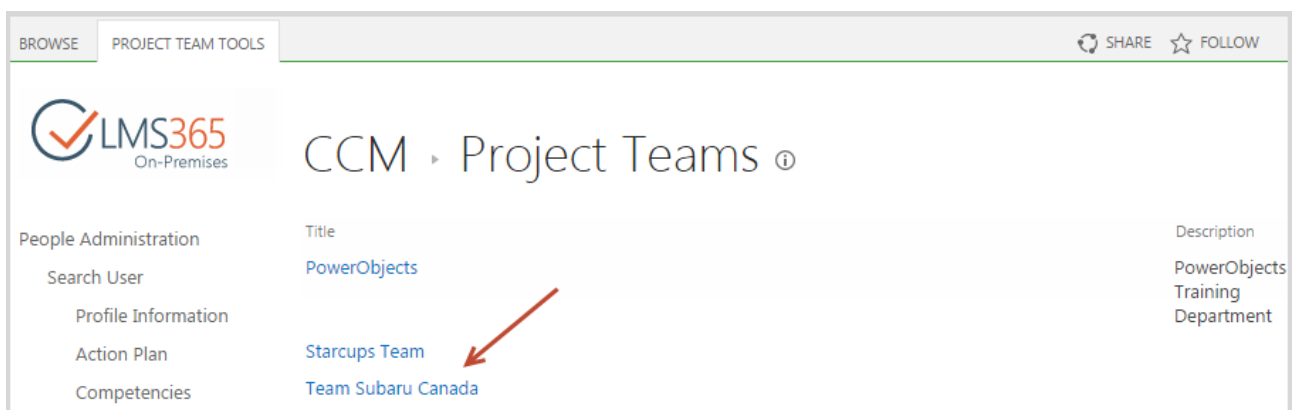 BROWSE PROJECT TEAM TOOLS SHARE FOLLOW
LMS365
On-Premises
CCM ▸ Project Teams
People Administration
Search User
Profile Information
Action Plan
Competencies
Title Description
PowerObjects PowerObjects
Training
Department
Starcups Team
Team Subaru Canada